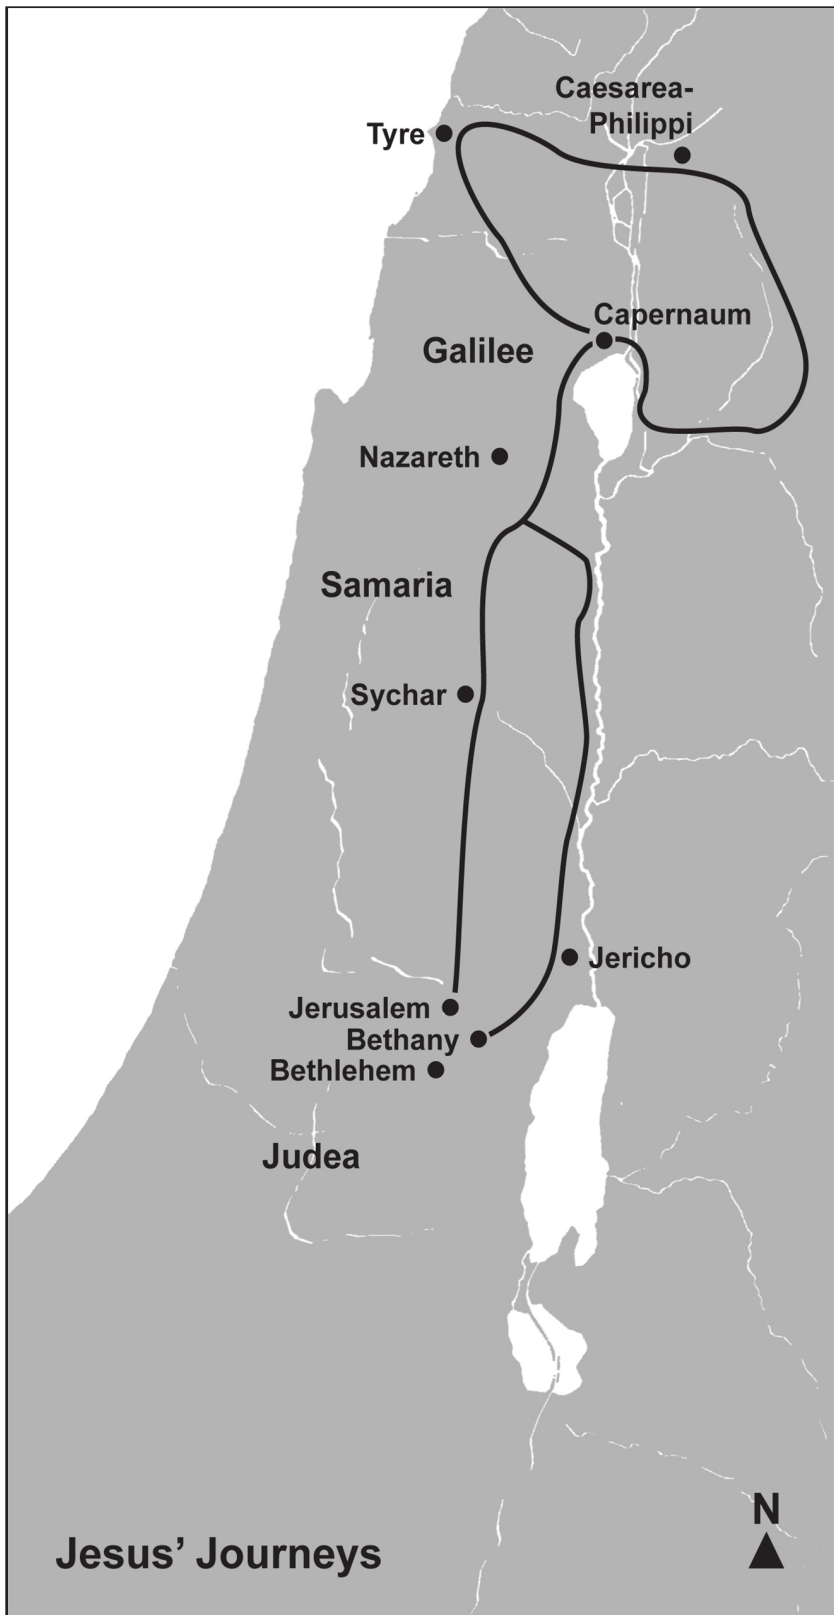 Caesarea-
Philippi
Tyre
Capernaum
Galilee
Nazareth
Samaria
Sychar
Jericho
Jerusalem
Bethany
Bethlehem
Judea
N
Jesus’ Journeys